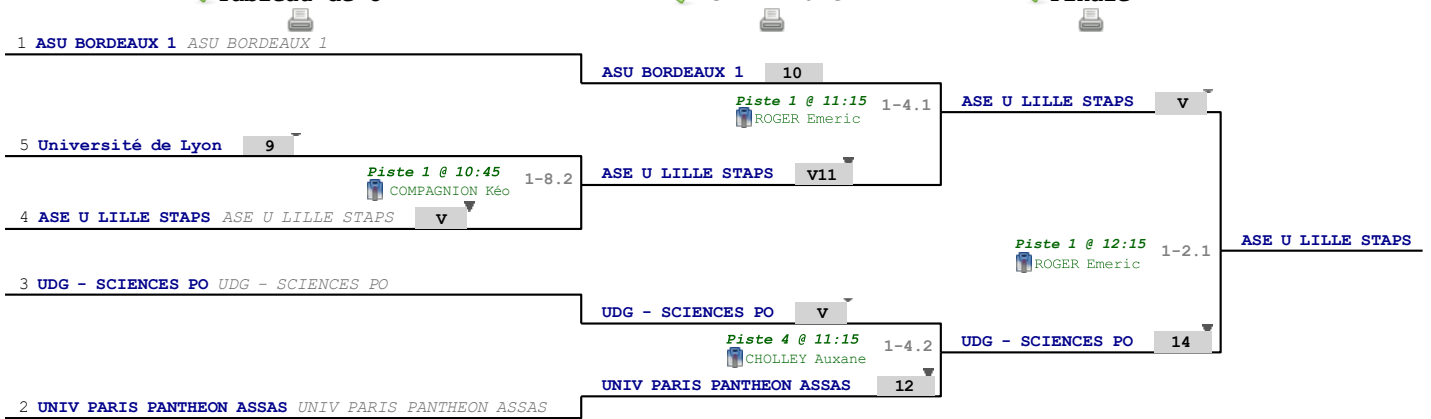 1 ASU BORDEAUX 1 ASU BORDEAUX 1
ASU BORDEAUX 1 10
Piste 1 @ 11:15 1-4.1
ROGER Emeric
ASE U LILLE STAPS V
5 Université de Lyon 9
Piste 1 @ 10:45 1-8.2
COMPAGNION Kéo
ASE U LILLE STAPS V11
4 ASE U LILLE STAPS ASE U LILLE STAPS V
Piste 1 @ 12:15 1-2.1
ROGER Emeric
ASE U LILLE STAPS
3 UDG - SCIENCES PO UDG - SCIENCES PO
UDG - SCIENCES PO V
Piste 4 @ 11:15 1-4.2
CHOLLEY Auxane
UDG - SCIENCES PO 14
UNIV PARIS PANTHEON ASSAS 12
2 UNIV PARIS PANTHEON ASSAS UNIV PARIS PANTHEON ASSAS